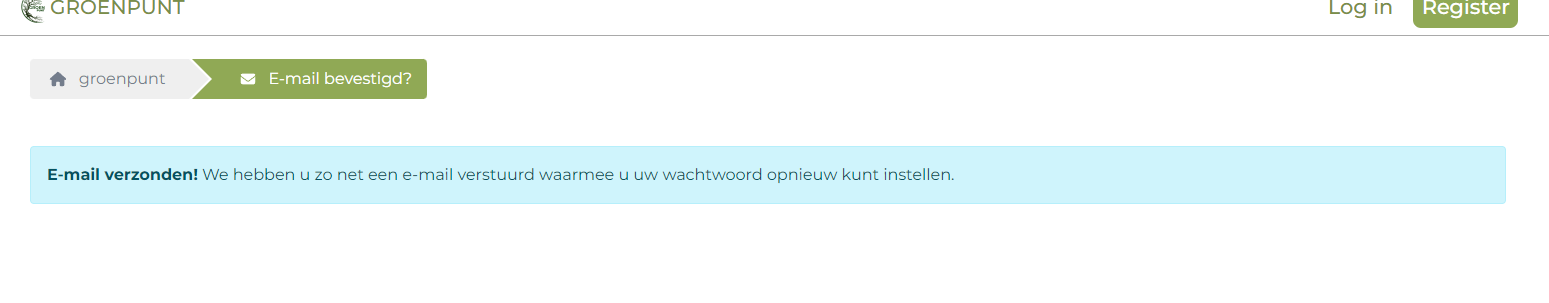 GROENPUNT
Log in
Register
groenpunt
E-mail bevestigd?
E-mail verzonden! We hebben u zo net een e-mail verstuurd waarmee u uw wachtwoord opnieuw kunt instellen.